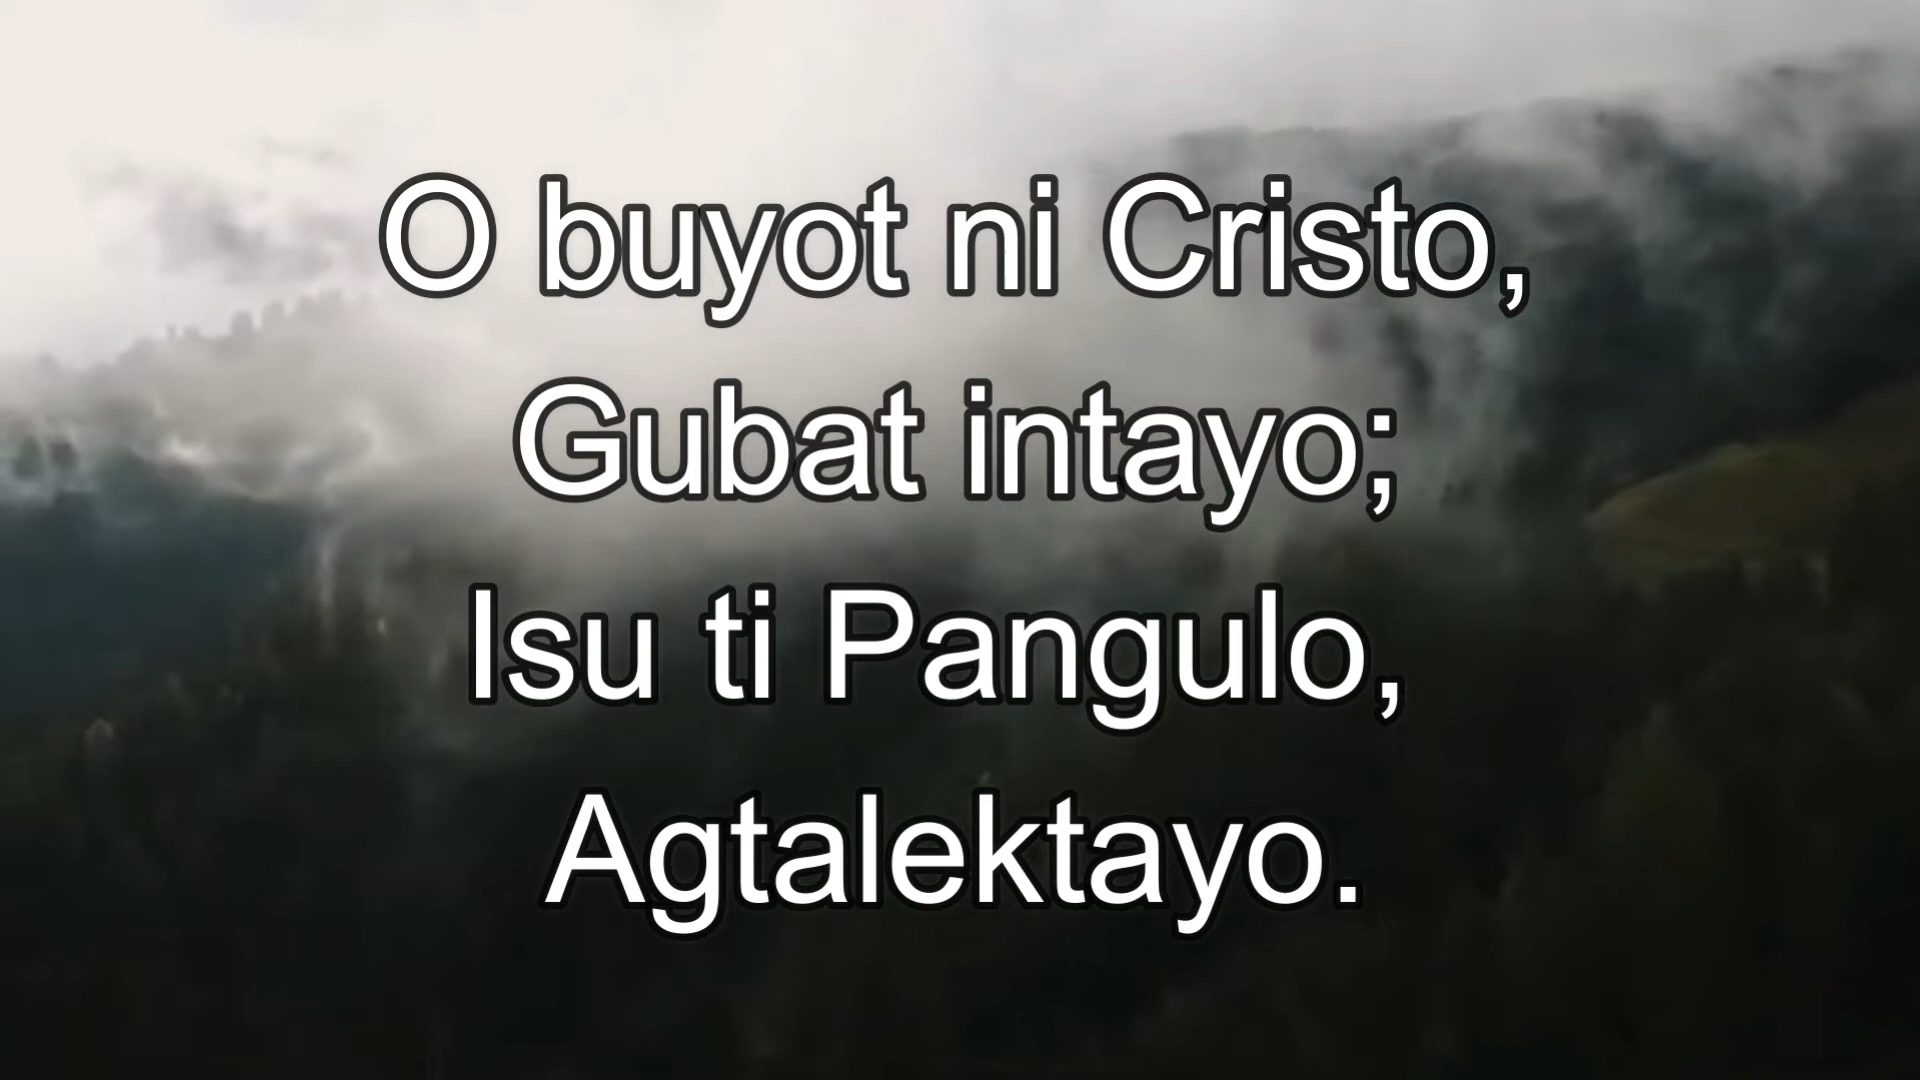 O buyot ni Cristo,
Gubat intayo;
Isu ti Pangulo,
Agtalektayo.